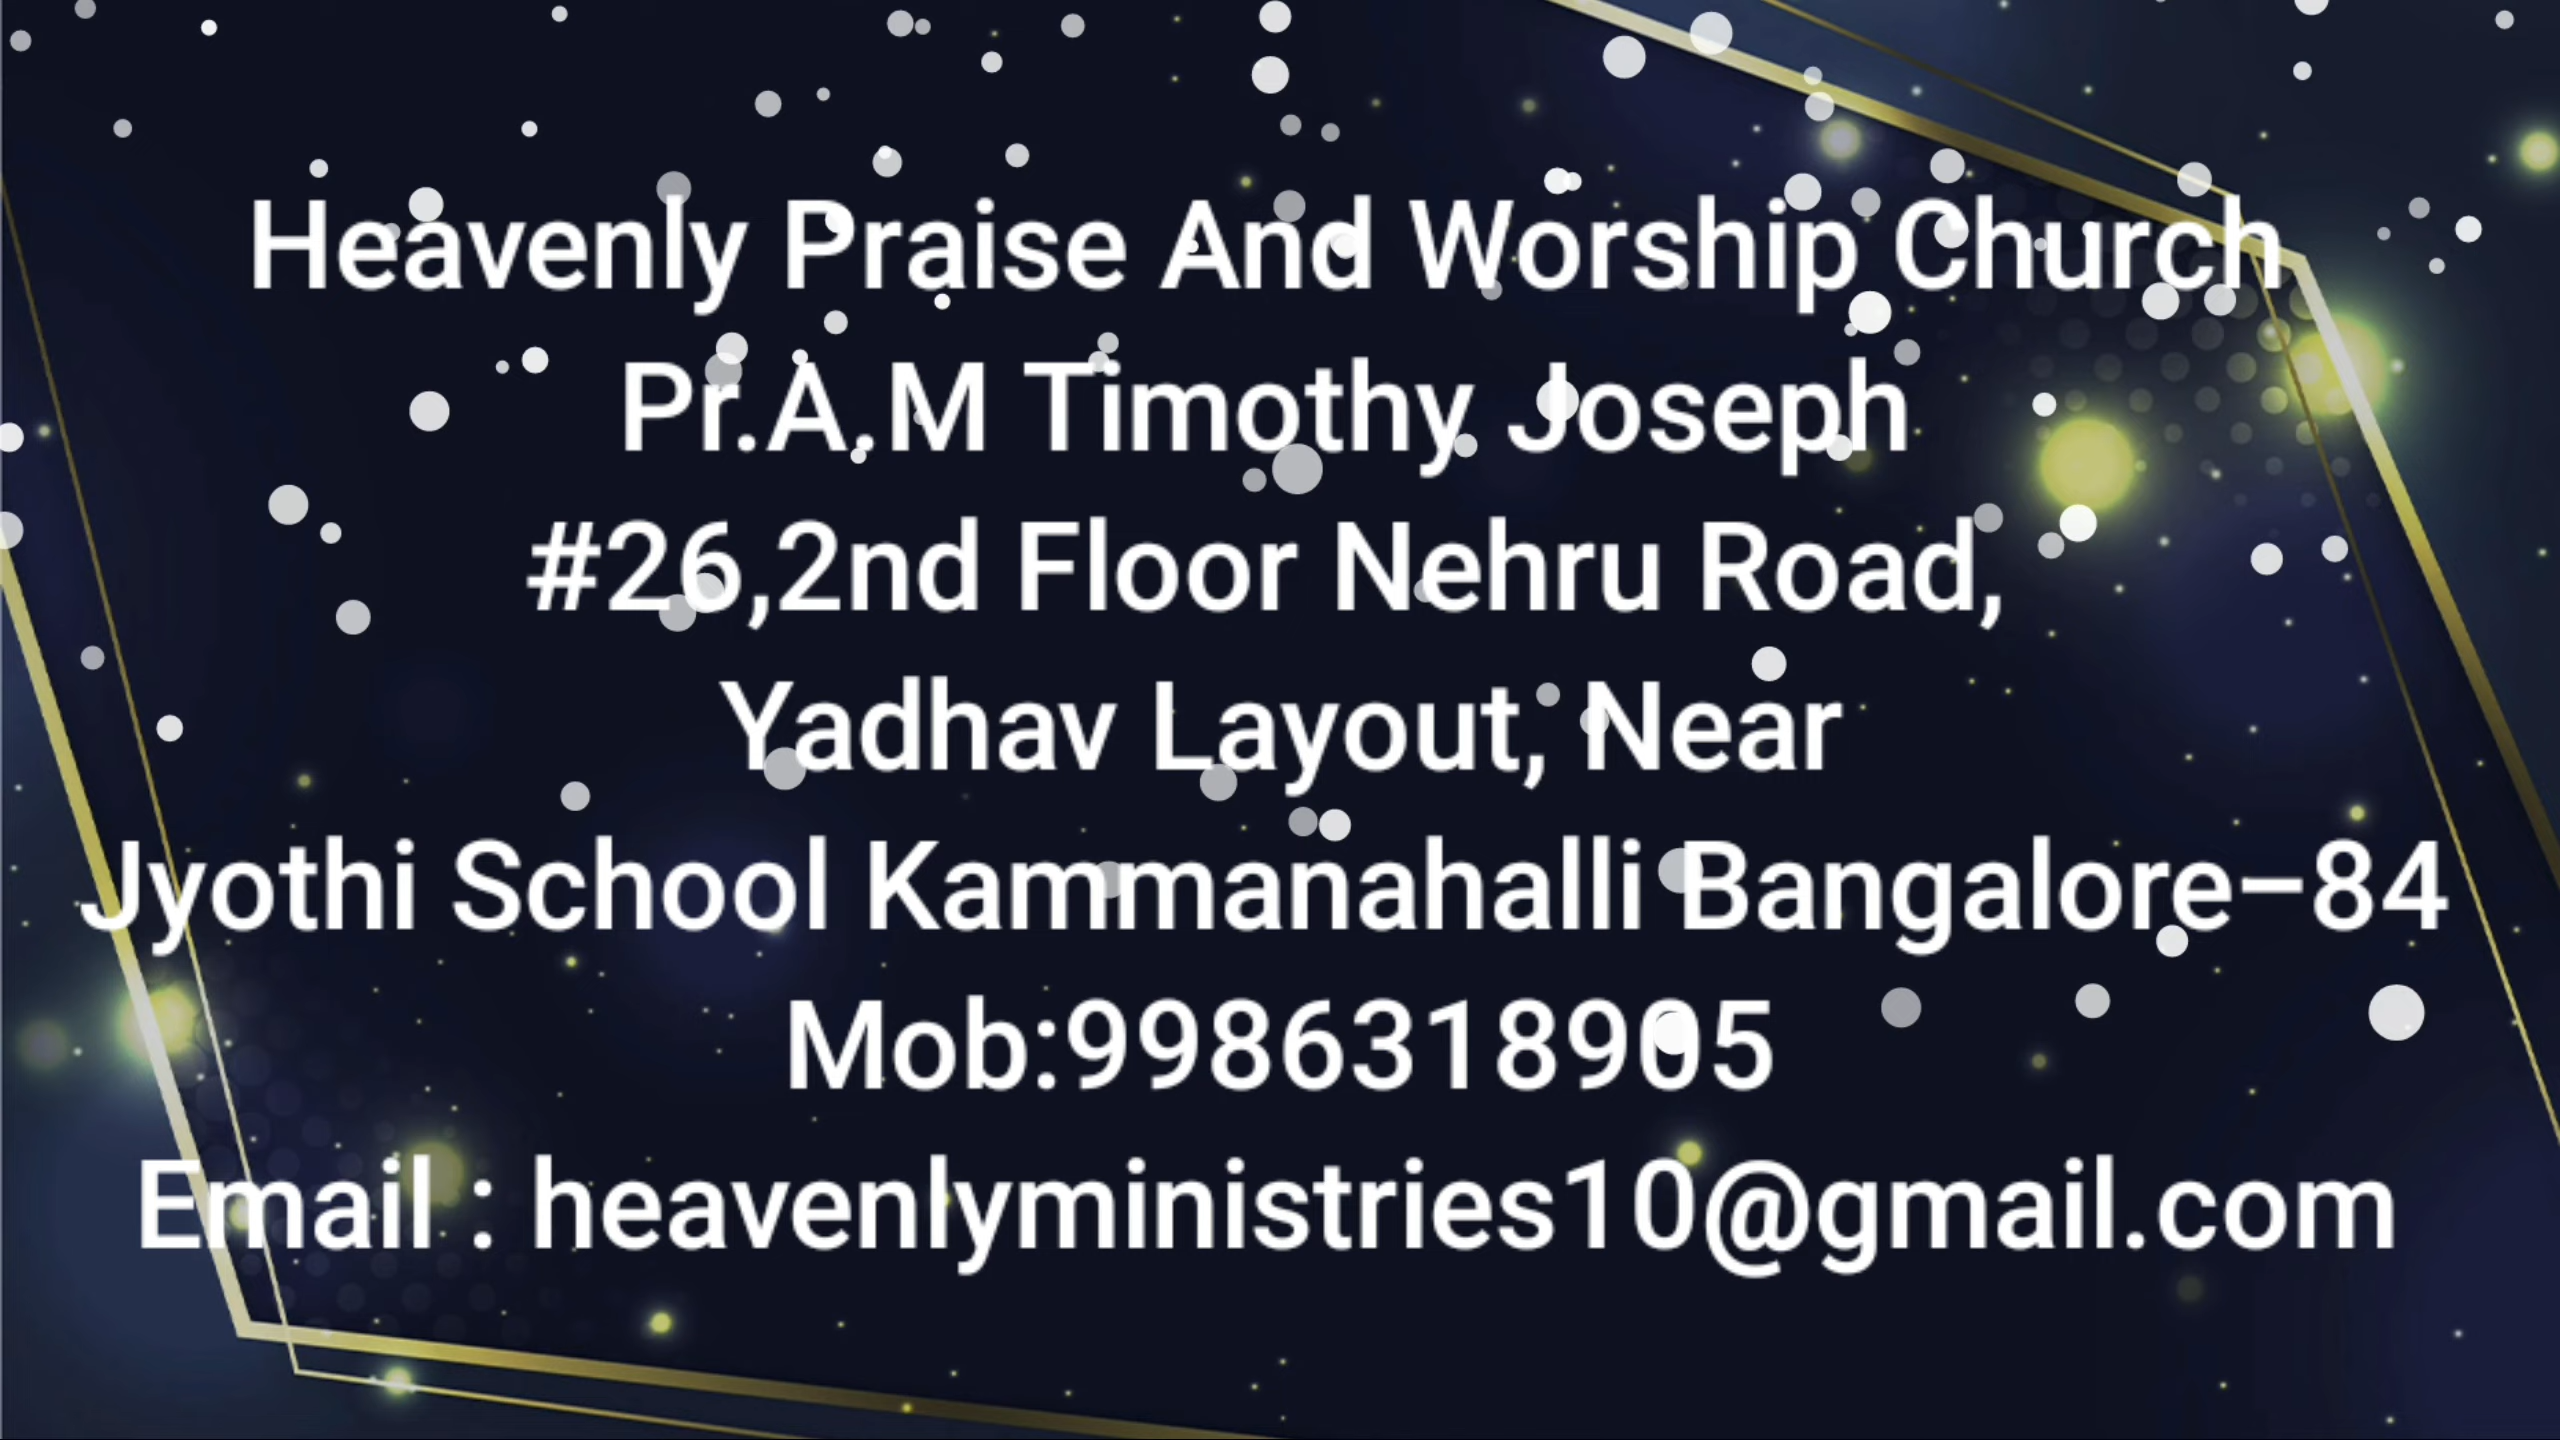 Heavenly Praise And Worship Church
Pr.A.M Timothy Joseph
#26,2nd Floor Nehru Road,
Yadhav Layout, Near
Jyothi School Kammanahalli Bangalore–84
Mob:9986318905
Email : heavenlyministries10@gmail.com